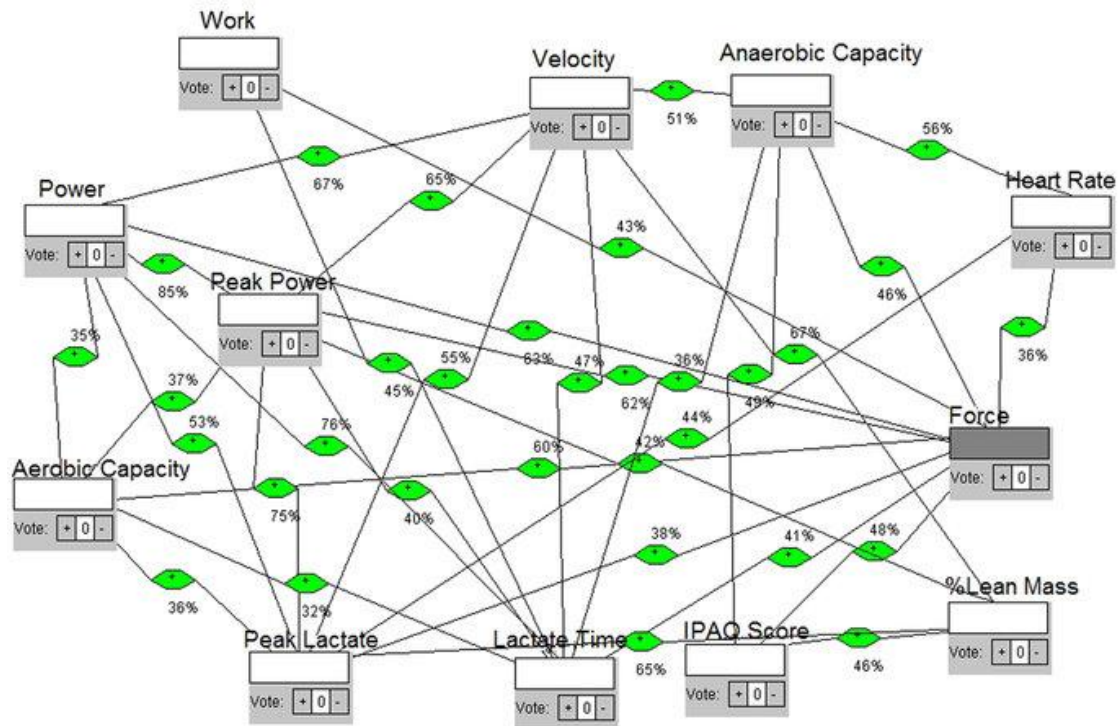 Work
Vote: + 0 -
Velocity
Vote: + 0 -
Anaerobic Capacity
Vote: + 0 -
+
51%
+
56%
+
67%
+
65%
Power
Vote: + 0 -
Heart Rate
Vote: + 0 -
+
43%
+
85%
+
46%
Peak Power
Vote: + 0 -
+
35%
+
63%
+
36%
+
67%
+
45%
+
55%
+
47%
+
62%
+
36%
+
49%
+
37%
+
53%
+
76%
+
60%
+
42%
+
44%
Force
Vote: + 0 -
Aerobic Capacity
Vote: + 0 -
+
75%
+
40%
+
38%
+
41%
+
48%
+
36%
+
32%
%Lean Mass
Vote: + 0 -
Peak Lactate
Vote: + 0 -
Lactate Time
Vote: + 0 -
+
65%
IPAQ Score
Vote: + 0 -
+
46%